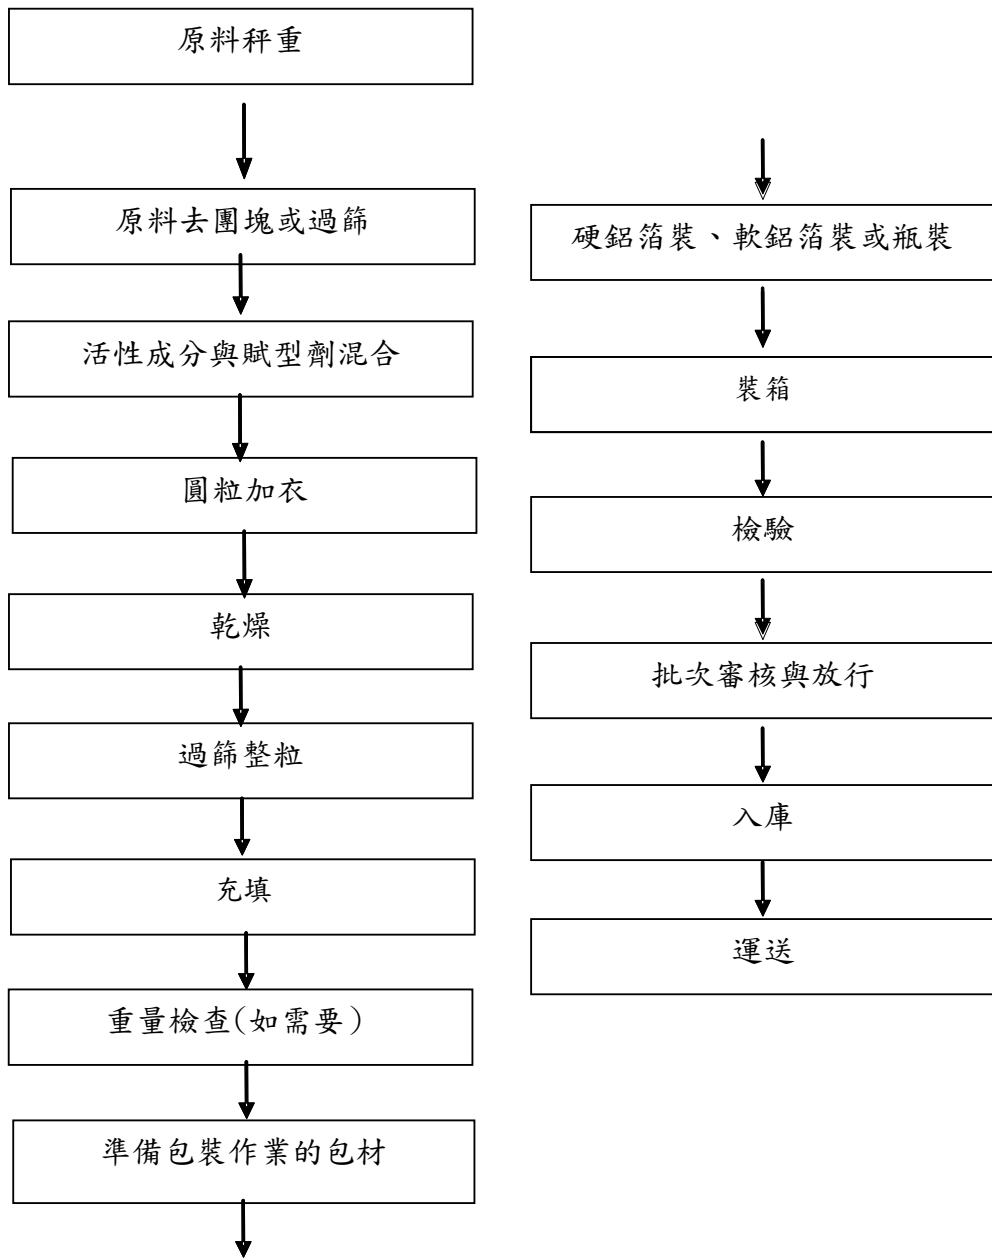 原料秤重
原料去團塊或過篩
活性成分與賦型劑混合
圓粒加衣
乾燥
過篩整粒
充填
重量檢查(如需要)
準備包裝作業的包材
硬鋁箔裝、軟鋁箔裝或瓶裝
裝箱
檢驗
批次審核與放行
入庫
運送